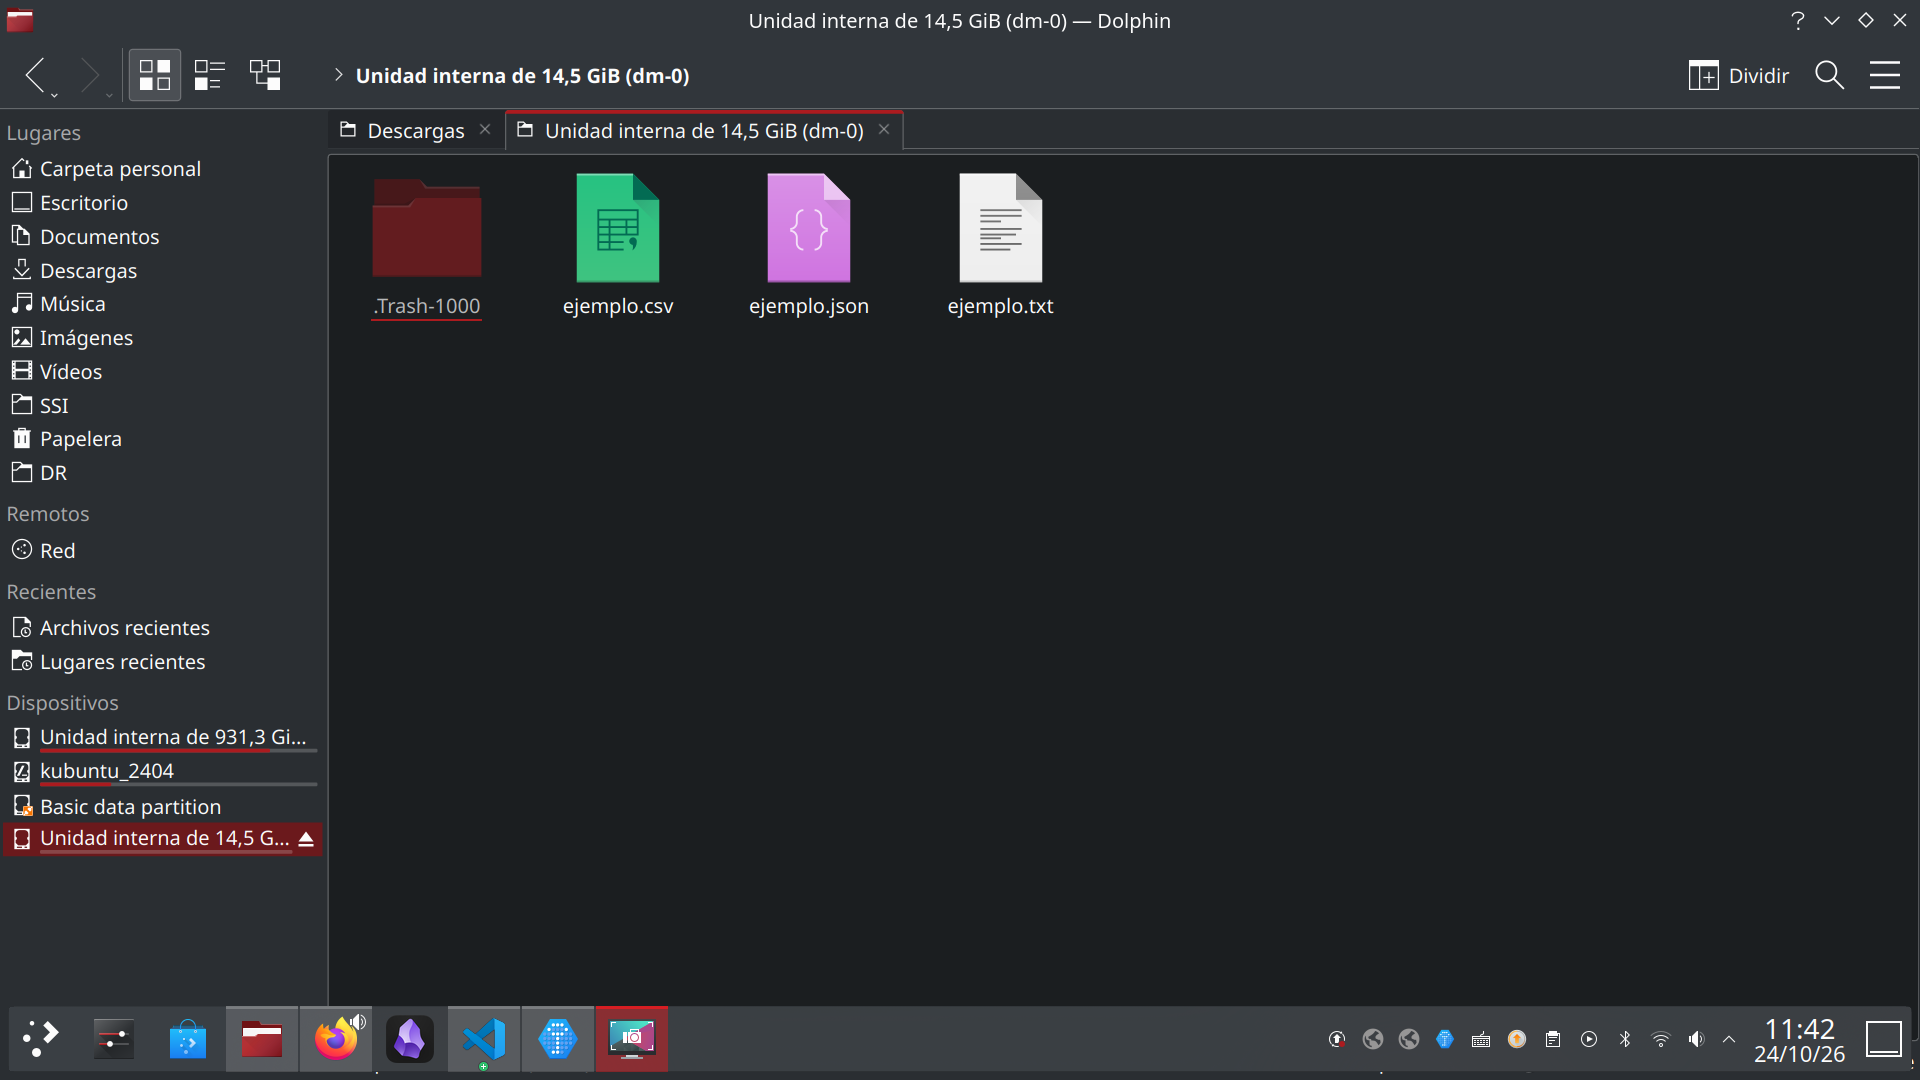 Unidad interna de 14,5 GiB (dm-0) — Dolphin
Unidad interna de 14,5 GiB (dm-0)
Dividir
Lugares
Carpeta personal
Escritorio
Documentos
Descargas
Música
Imágenes
Vídeos
SSI
Papelera
DR
Remotos
Red
Recientes
Archivos recientes
Lugares recientes
Dispositivos
Unidad interna de 931,3 Gi...
kubuntu_2404
Basic data partition
Unidad interna de 14,5 G...
Descargas
Unidad interna de 14,5 GiB (dm-0)
.Trash-1000
ejemplo.csv
ejemplo.json
ejemplo.txt
11:42
24/10/26